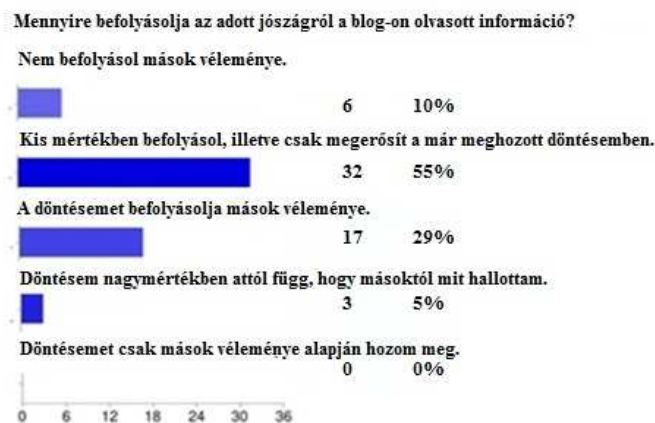 Mennyire befolyásolja az adott jószágról a blog-on olvasott információ?
Nem befolyásol mások véleménye.
6 10%
Kis mértékben befolyásol, illetve csak megerősít a már meghozott döntésemben.
32 55%
A döntésemet befolyásolja mások véleménye.
17 29%
Döntésem nagymértékben attól függ, hogy másoktól mit hallottam.
3 5%
Döntésemet csak mások véleménye alapján hozom meg.
0 0%
0 6 12 18 24 30 36